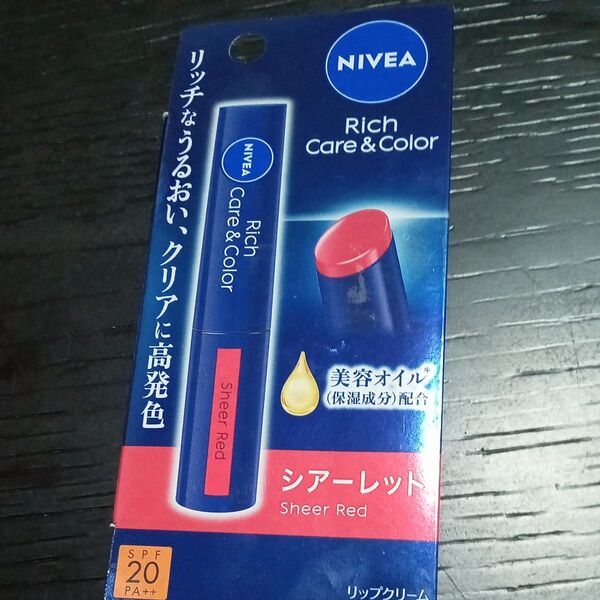 NIVEA
Rich
Care & Color
リッチなうるおい、クリアに高発色
NIVEA
Rich
Care & Color
Sheer Red
美容オイル*
(保湿成分)配合
シアーレッド
Sheer Red
SPF
20
PA++
リップクリーム